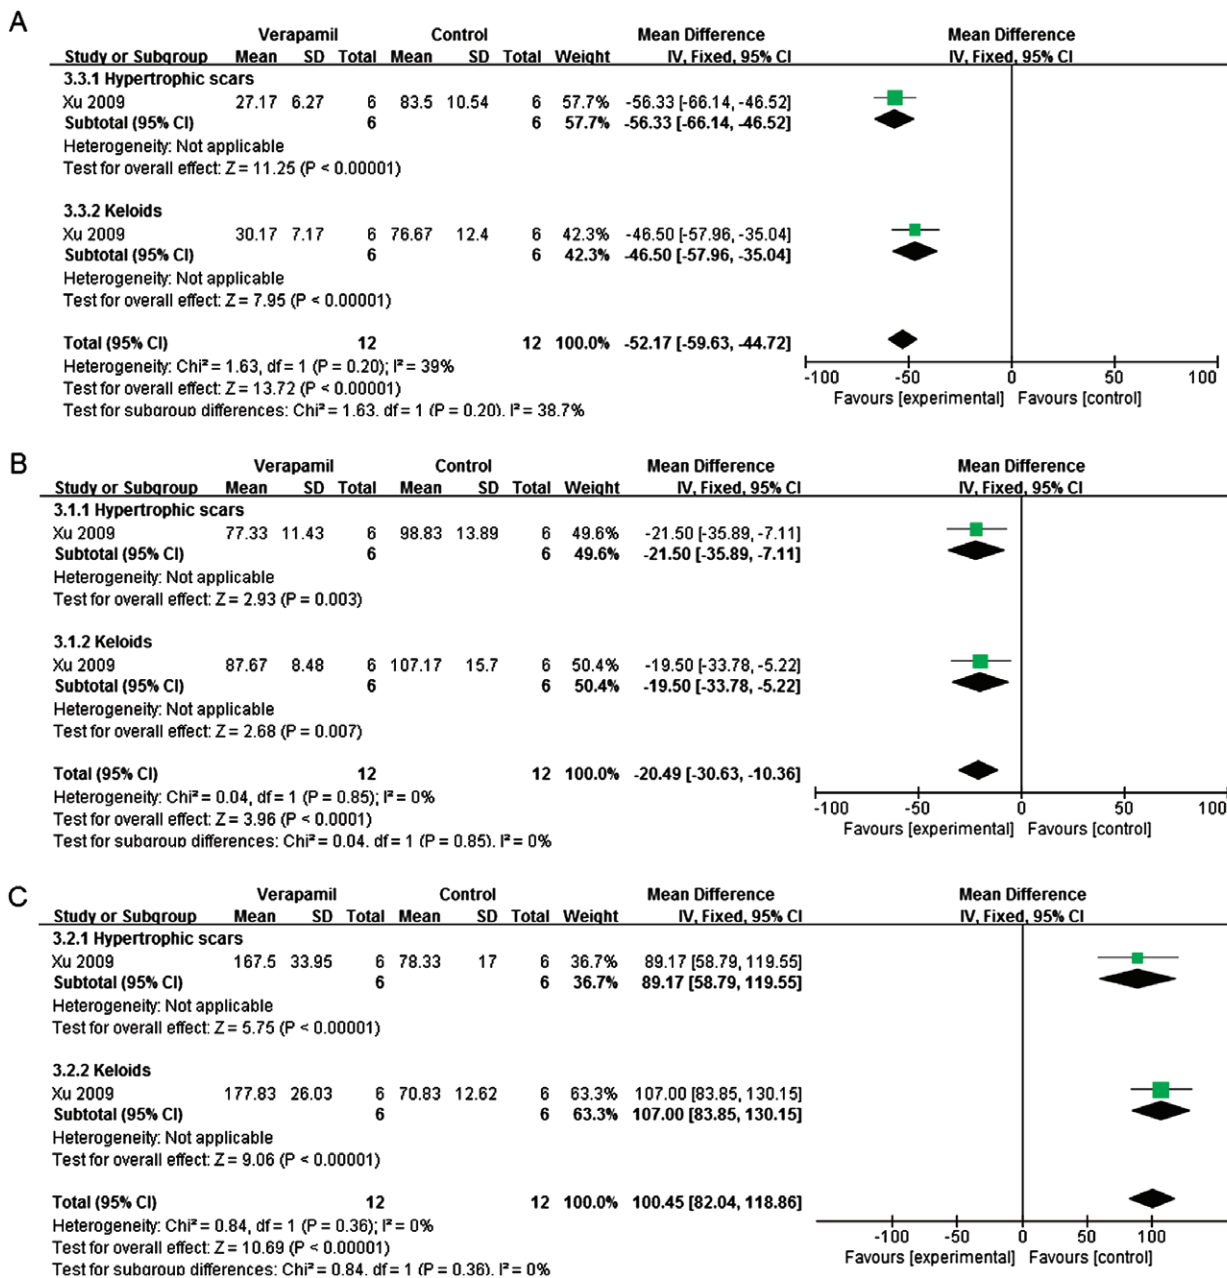 A
Verapamil Control Mean Difference Mean Difference
Study or Subgroup Mean SD Total Mean SD Total Weight IV, Fixed, 95% CI IV, Fixed, 95% CI
3.3.1 Hypertrophic scars
Xu 2009 27.17 6.27 6 83.5 10.54 6 57.7% -56.33 [-66.14, -46.52]
Subtotal (95% CI) 6 6 57.7% -56.33 [-66.14, -46.52]
Heterogeneity: Not applicable
Test for overall effect: Z = 11.25 (P < 0.00001)
3.3.2 Keloids
Xu 2009 30.17 7.17 6 76.67 12.4 6 42.3% -46.50 [-57.96, -35.04]
Subtotal (95% CI) 6 6 42.3% -46.50 [-57.96, -35.04]
Heterogeneity: Not applicable
Test for overall effect: Z = 7.95 (P < 0.00001)
Total (95% CI) 12 12 100.0% -52.17 [-59.63, -44.72]
Heterogeneity: Chi² = 1.63, df = 1 (P = 0.20); I² = 39%
Test for overall effect: Z = 13.72 (P < 0.00001)
Test for subgroup differences: Chi² = 1.63. df = 1 (P = 0.20). I² = 38.7%
-100 -50 0 50 100
Favours [experimental] Favours [control]
B
Verapamil Control Mean Difference Mean Difference
Study or Subgroup Mean SD Total Mean SD Total Weight IV, Fixed, 95% CI IV, Fixed, 95% CI
3.1.1 Hypertrophic scars
Xu 2009 77.33 11.43 6 98.83 13.89 6 49.6% -21.50 [-35.89, -7.11]
Subtotal (95% CI) 6 6 49.6% -21.50 [-35.89, -7.11]
Heterogeneity: Not applicable
Test for overall effect: Z = 2.93 (P = 0.003)
3.1.2 Keloids
Xu 2009 87.67 8.48 6 107.17 15.7 6 50.4% -19.50 [-33.78, -5.22]
Subtotal (95% CI) 6 6 50.4% -19.50 [-33.78, -5.22]
Heterogeneity: Not applicable
Test for overall effect: Z = 2.68 (P = 0.007)
Total (95% CI) 12 12 100.0% -20.49 [-30.63, -10.36]
Heterogeneity: Chi² = 0.04, df = 1 (P = 0.85); I² = 0%
Test for overall effect: Z = 3.96 (P < 0.0001)
Test for subgroup differences: Chi² = 0.04. df = 1 (P = 0.85). I² = 0%
-100 -50 0 50 100
Favours [experimental] Favours [control]
C
Verapamil Control Mean Difference Mean Difference
Study or Subgroup Mean SD Total Mean SD Total Weight IV, Fixed, 95% CI IV, Fixed, 95% CI
3.2.1 Hypertrophic scars
Xu 2009 167.5 33.95 6 78.33 17 6 36.7% 89.17 [58.79, 119.55]
Subtotal (95% CI) 6 6 36.7% 89.17 [58.79, 119.55]
Heterogeneity: Not applicable
Test for overall effect: Z = 5.75 (P < 0.00001)
3.2.2 Keloids
Xu 2009 177.83 26.03 6 70.83 12.62 6 63.3% 107.00 [83.85, 130.15]
Subtotal (95% CI) 6 6 63.3% 107.00 [83.85, 130.15]
Heterogeneity: Not applicable
Test for overall effect: Z = 9.06 (P < 0.00001)
Total (95% CI) 12 12 100.0% 100.45 [82.04, 118.86]
Heterogeneity: Chi² = 0.84, df = 1 (P = 0.36); I² = 0%
Test for overall effect: Z = 10.69 (P < 0.00001)
Test for subgroup differences: Chi² = 0.84. df = 1 (P = 0.36). I² = 0%
-100 -50 0 50 100
Favours [experimental] Favours [control]